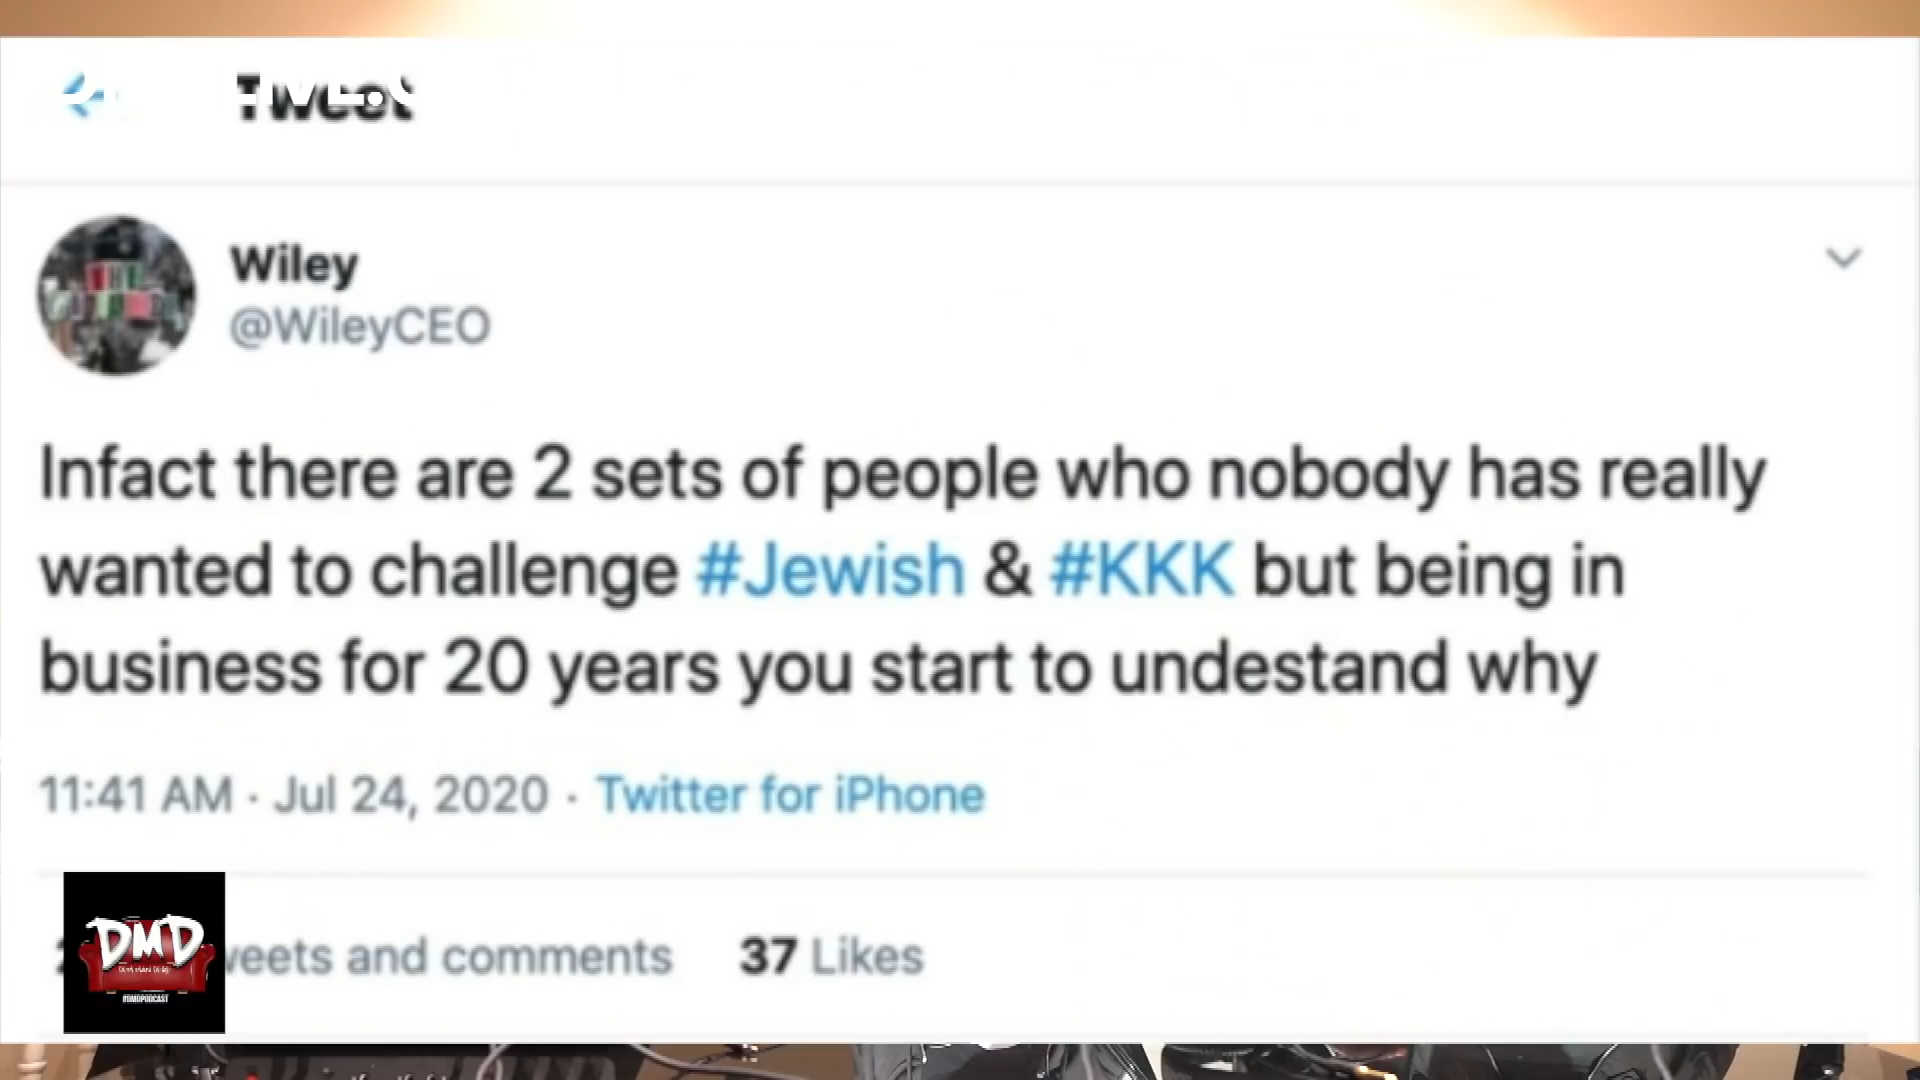 Tweet
Wiley
@WileyCEO
Infact there are 2 sets of people who nobody has really
wanted to challenge #Jewish & #KKK but being in
business for 20 years you start to undestand why
11:41 AM · Jul 24, 2020 · Twitter for iPhone
weets and comments 37 Likes
DMD
#DMDPODCAST